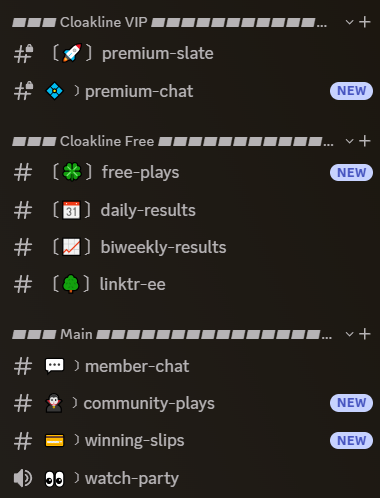 ▰▰▰ Cloakline VIP ▰▰▰▰▰▰▰▰▰▰▰▰...
〔🚀〕premium-slate
💠 ﹞premium-chat NEW
▰▰▰ Cloakline Free ▰▰▰▰▰▰▰▰▰▰▰▰...
〔🍀〕free-plays NEW
〔📅〕daily-results
〔📈〕biweekly-results
〔🌳〕linktr-ee
▰▰▰ Main ▰▰▰▰▰▰▰▰▰▰▰▰▰▰▰▰...
💬 ﹞member-chat
🧛 ﹞community-plays NEW
💳 ﹞winning-slips NEW
👀 ﹞watch-party